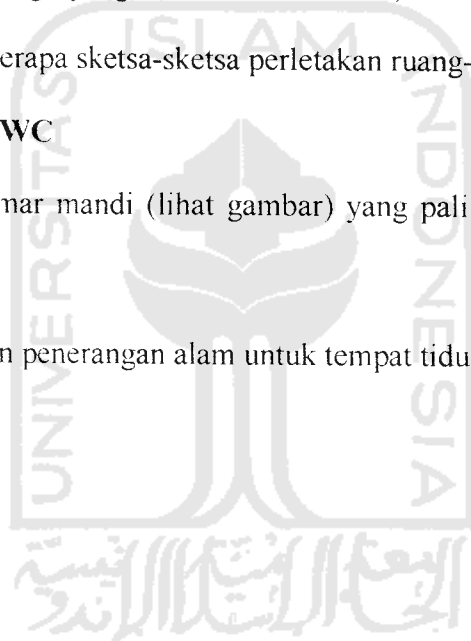 erapa sketsa-sketsa perletakan ruang-
WC
mar mandi (lihat gambar) yang pali
n penerangan alam untuk tempat tidu
ISLAM
UNIVERSITAS
INDONESIA